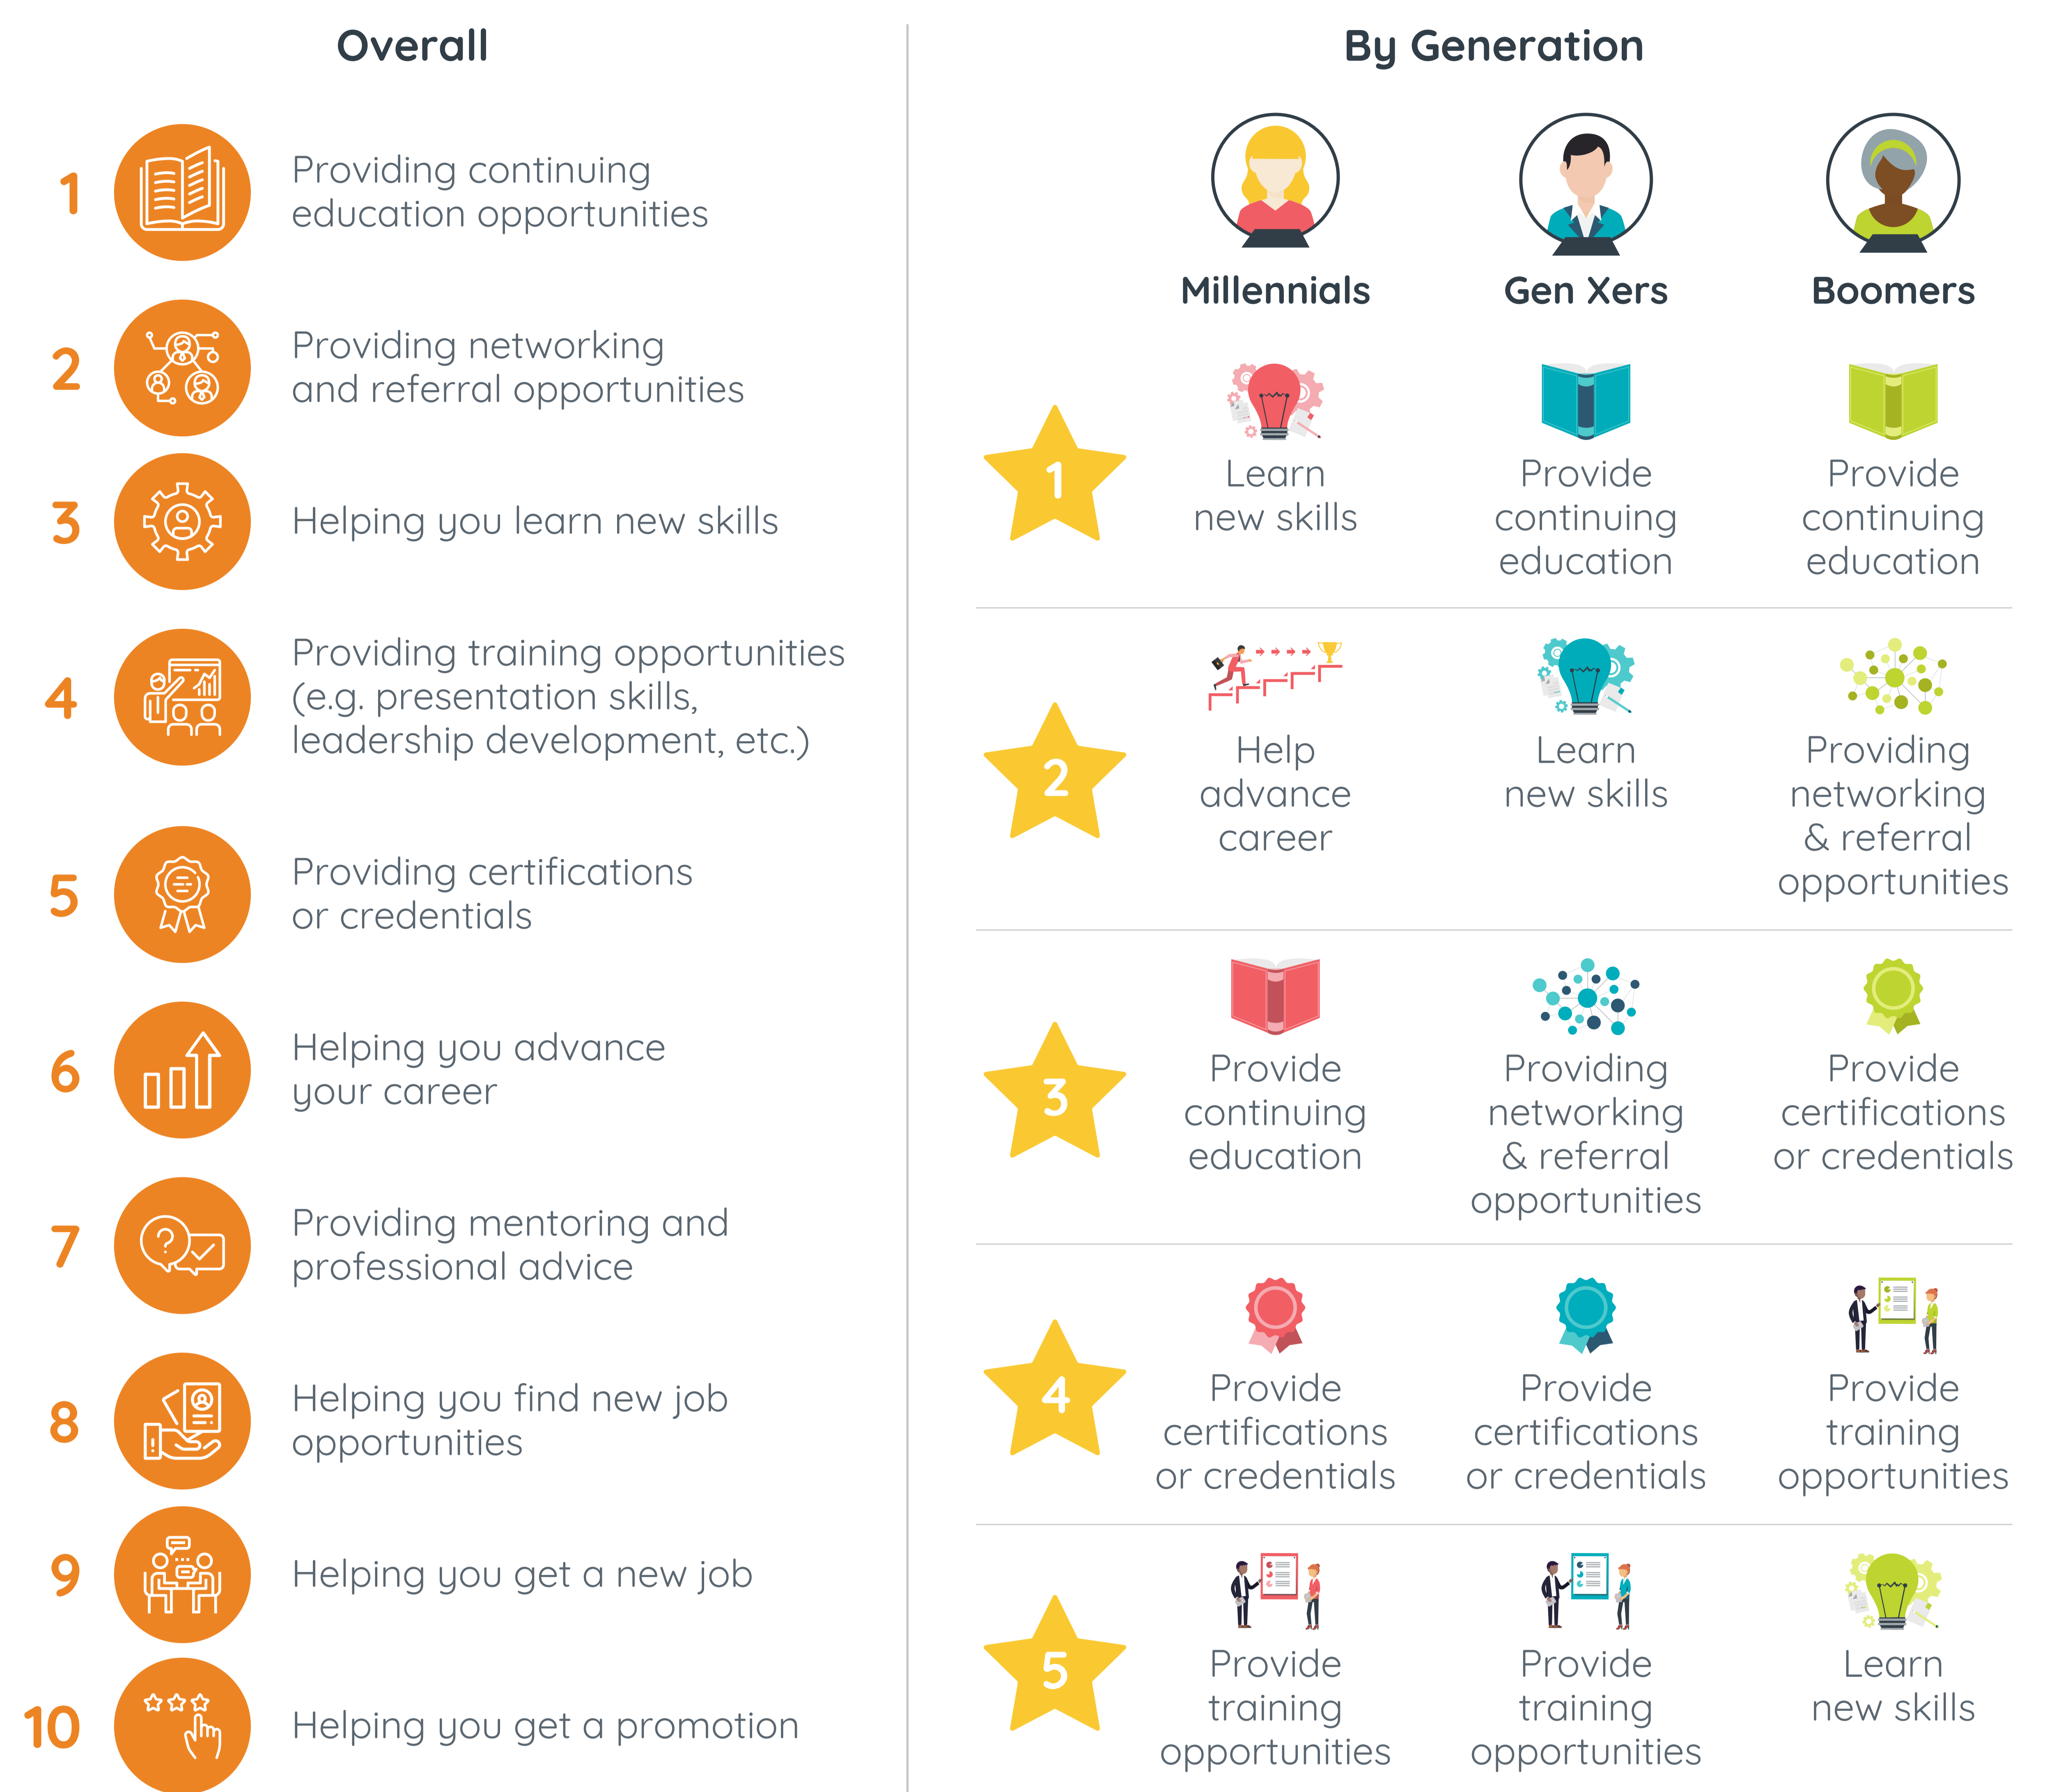 Overall
1
Providing continuing
education opportunities
2
Providing networking
and referral opportunities
3
Helping you learn new skills
4
Providing training opportunities
(e.g. presentation skills,
leadership development, etc.)
5
Providing certifications
or credentials
6
Helping you advance
your career
7
Providing mentoring and
professional advice
8
Helping you find new job
opportunities
9
Helping you get a new job
10
Helping you get a promotion
By Generation
Millennials
Gen Xers
Boomers
1
Learn
new skills
Provide
continuing
education
Provide
continuing
education
2
Help
advance
career
Learn
new skills
Providing
networking
& referral
opportunities
3
Provide
continuing
education
Providing
networking
& referral
opportunities
Provide
certifications
or credentials
4
Provide
certifications
or credentials
Provide
certifications
or credentials
Provide
training
opportunities
5
Provide
training
opportunities
Provide
training
opportunities
Learn
new skills